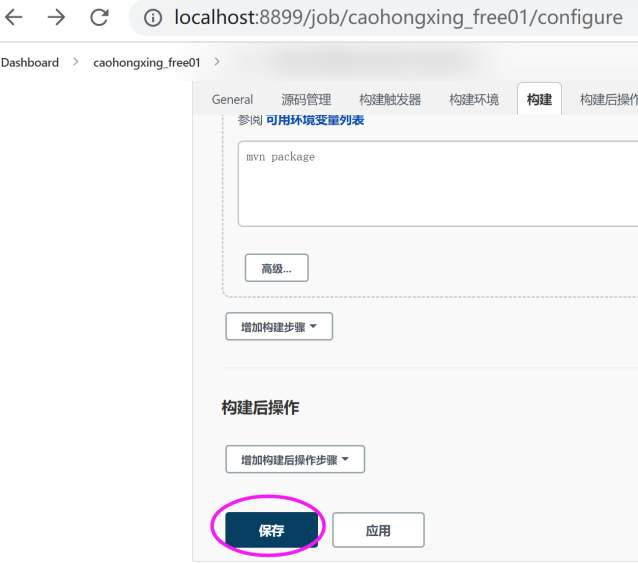 localhost:8899/job/caohongxing_free01/configure
Dashboard > caohongxing_free01 >
General 源码管理 构建触发器 构建环境 构建 构建后操作
参阅 可用环境变量列表
mvn package
高级...
增加构建步骤
构建后操作
增加构建后操作步骤
保存 应用